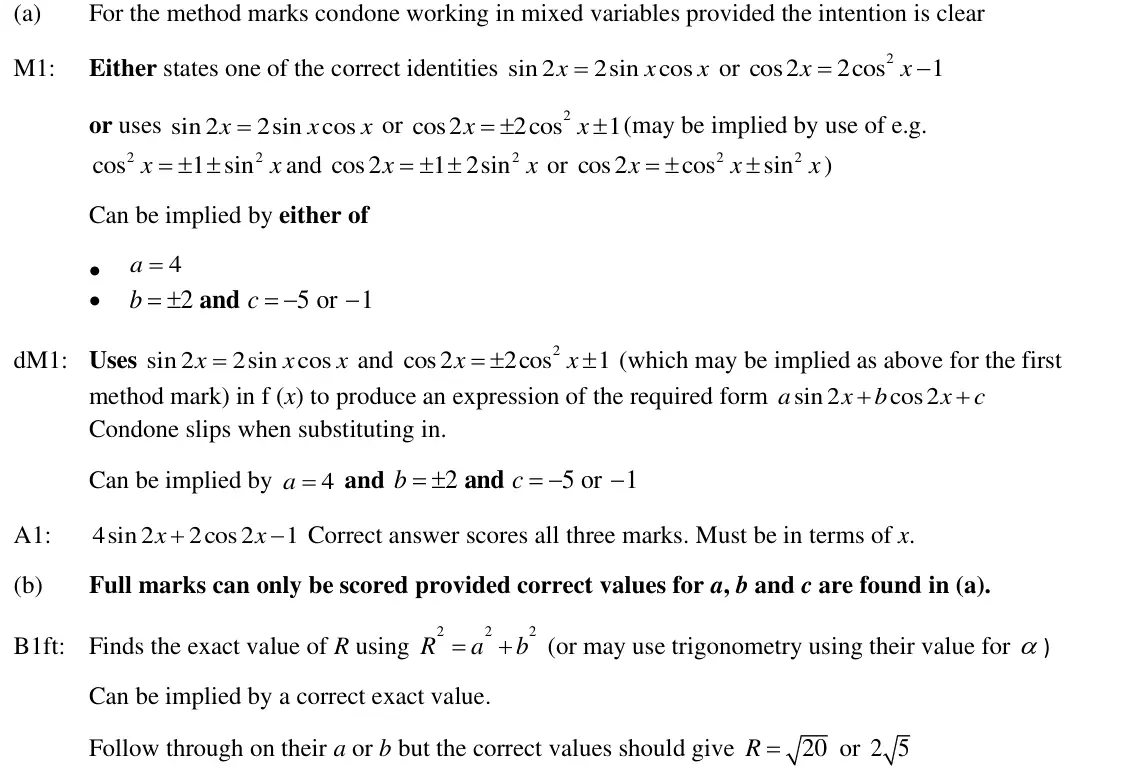 (a) For the method marks condone working in mixed variables provided the intention is clear
M1: Either states one of the correct identities sin 2x = 2sin x cos x or cos 2x = 2cos² x − 1
or uses sin 2x = 2sin x cos x or cos 2x = ±2cos² x ± 1 (may be implied by use of e.g.
cos² x = ±1 ± sin² x and cos 2x = ±1 ± 2sin² x or cos 2x = ±cos² x ± sin² x)
Can be implied by either of
• a = 4
• b = ±2 and c = −5 or −1
dM1: Uses sin 2x = 2sin x cos x and cos 2x = ±2cos² x ± 1 (which may be implied as above for the first
method mark) in f (x) to produce an expression of the required form a sin 2x + b cos 2x + c
Condone slips when substituting in.
Can be implied by a = 4 and b = ±2 and c = −5 or −1
A1: 4sin 2x + 2cos 2x − 1 Correct answer scores all three marks. Must be in terms of x.
(b) Full marks can only be scored provided correct values for a, b and c are found in (a).
B1ft: Finds the exact value of R using R² = a² + b² (or may use trigonometry using their value for α)
Can be implied by a correct exact value.
Follow through on their a or b but the correct values should give R = √20 or 2√5